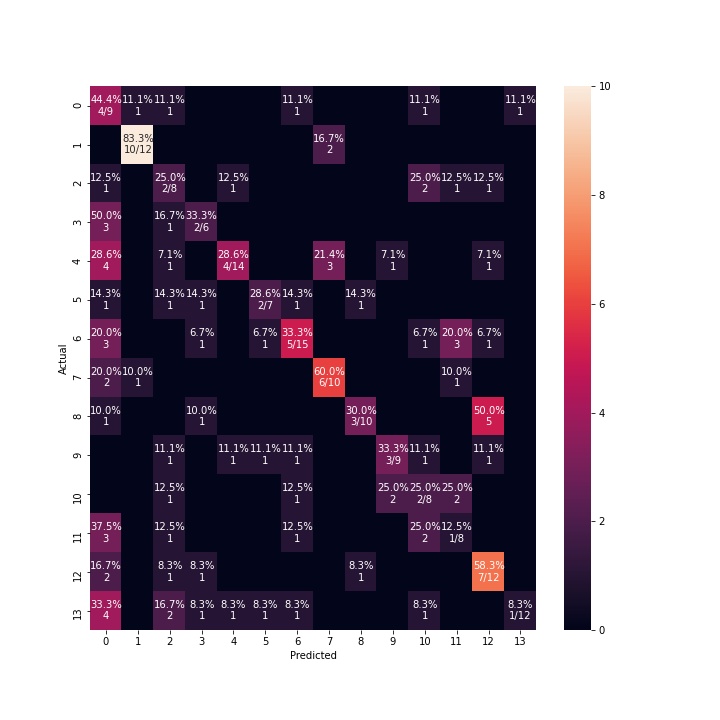 44.4% 11.1% 11.1% 11.1% 11.1% 11.1%
0 4/9 1 1 1 1 1
83.3% 16.7%
1 10/12 2
12.5% 25.0% 12.5% 25.0% 12.5% 12.5%
2 1 2/8 1 2 1 1
50.0% 16.7% 33.3%
3 3 1 2/6
28.6% 7.1% 28.6% 21.4% 7.1% 7.1%
4 4 1 4/14 3 1 1
14.3% 14.3% 14.3% 28.6% 14.3% 14.3%
5 1 1 1 2/7 1 1
20.0% 6.7% 6.7% 33.3% 6.7% 20.0% 6.7%
6 3 1 1 5/15 1 3 1
20.0% 10.0% 60.0% 10.0%
7 2 1 6/10 1
10.0% 10.0% 30.0% 50.0%
8 1 1 3/10 5
11.1% 11.1% 11.1% 11.1% 33.3% 11.1% 11.1%
9 1 1 1 1 3/9 1 1
12.5% 12.5% 25.0% 25.0% 25.0%
10 1 1 2 2/8 2
37.5% 12.5% 12.5% 25.0% 12.5%
11 3 1 1 2 1/8
16.7% 8.3% 8.3% 8.3% 58.3%
12 2 1 1 1 7/12
33.3% 16.7% 8.3% 8.3% 8.3% 8.3% 8.3% 8.3%
13 4 2 1 1 1 1 1 1/12
0 1 2 3 4 5 6 7 8 9 10 11 12 13
Predicted
Actual
10
8
6
4
2
0